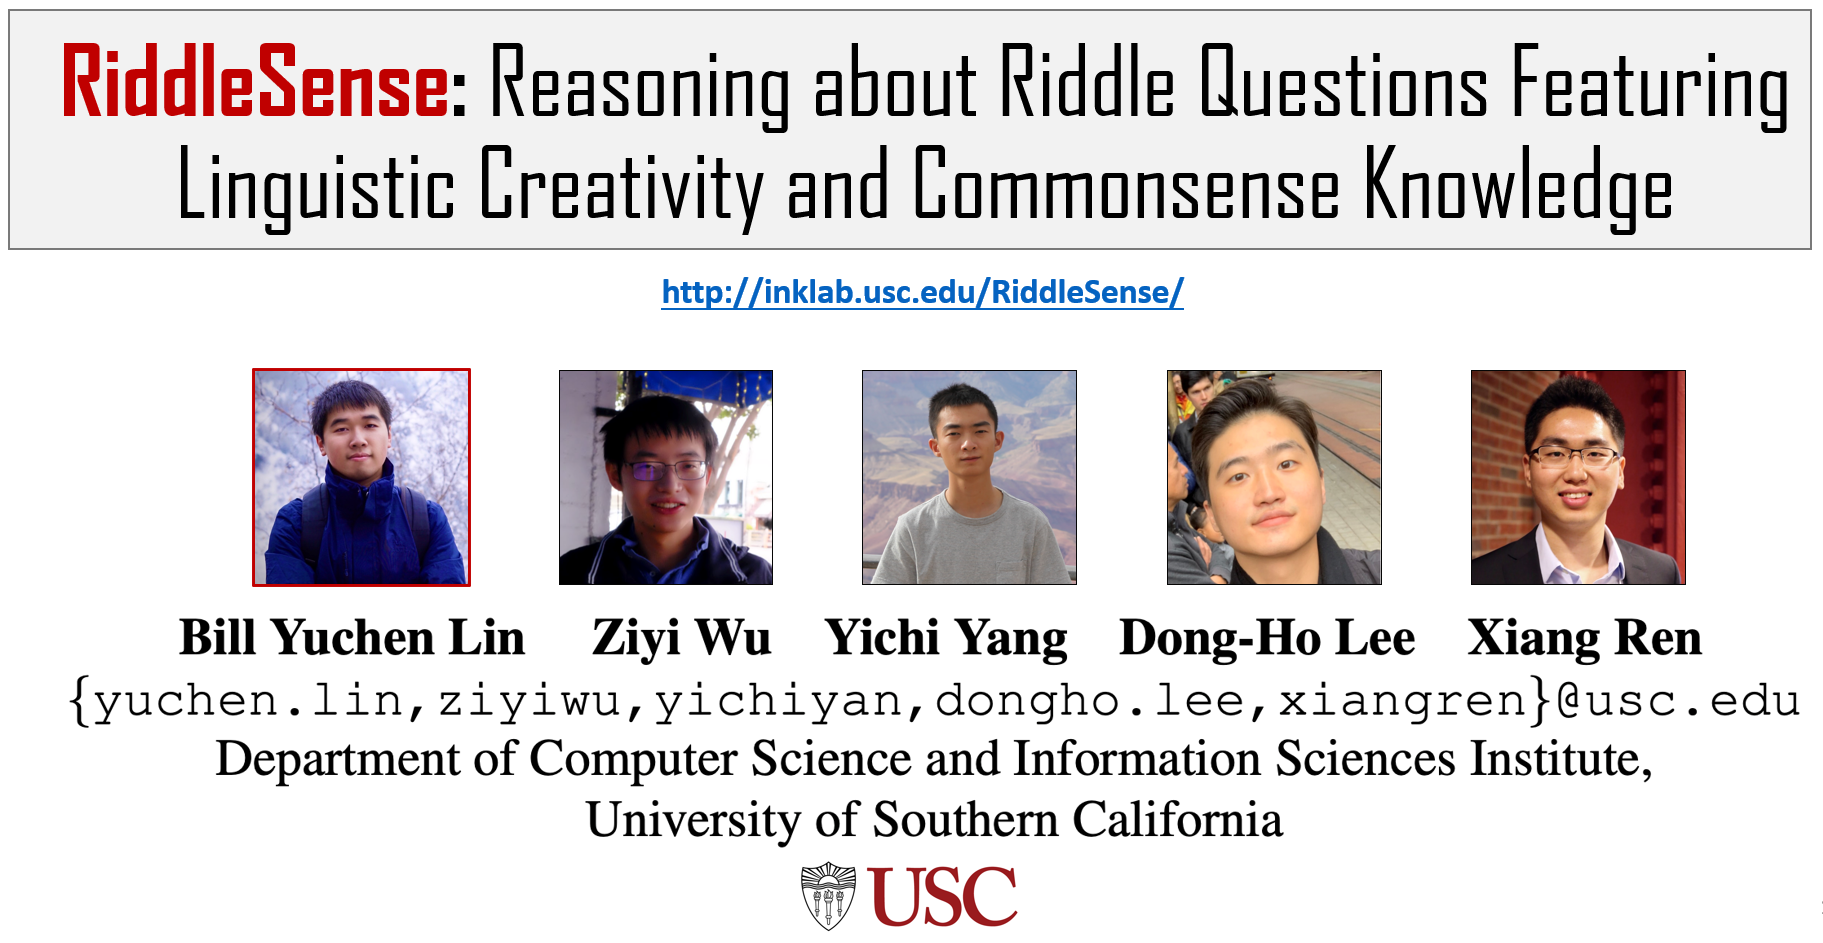 RiddleSense: Reasoning about Riddle Questions Featuring
Linguistic Creativity and Commonsense Knowledge
http://inklab.usc.edu/RiddleSense/
Bill Yuchen Lin Ziyi Wu Yichi Yang Dong-Ho Lee Xiang Ren
{yuchen.lin,ziyiwu,yichiyan,dongho.lee,xiangren}@usc.edu
Department of Computer Science and Information Sciences Institute,
University of Southern California
USC